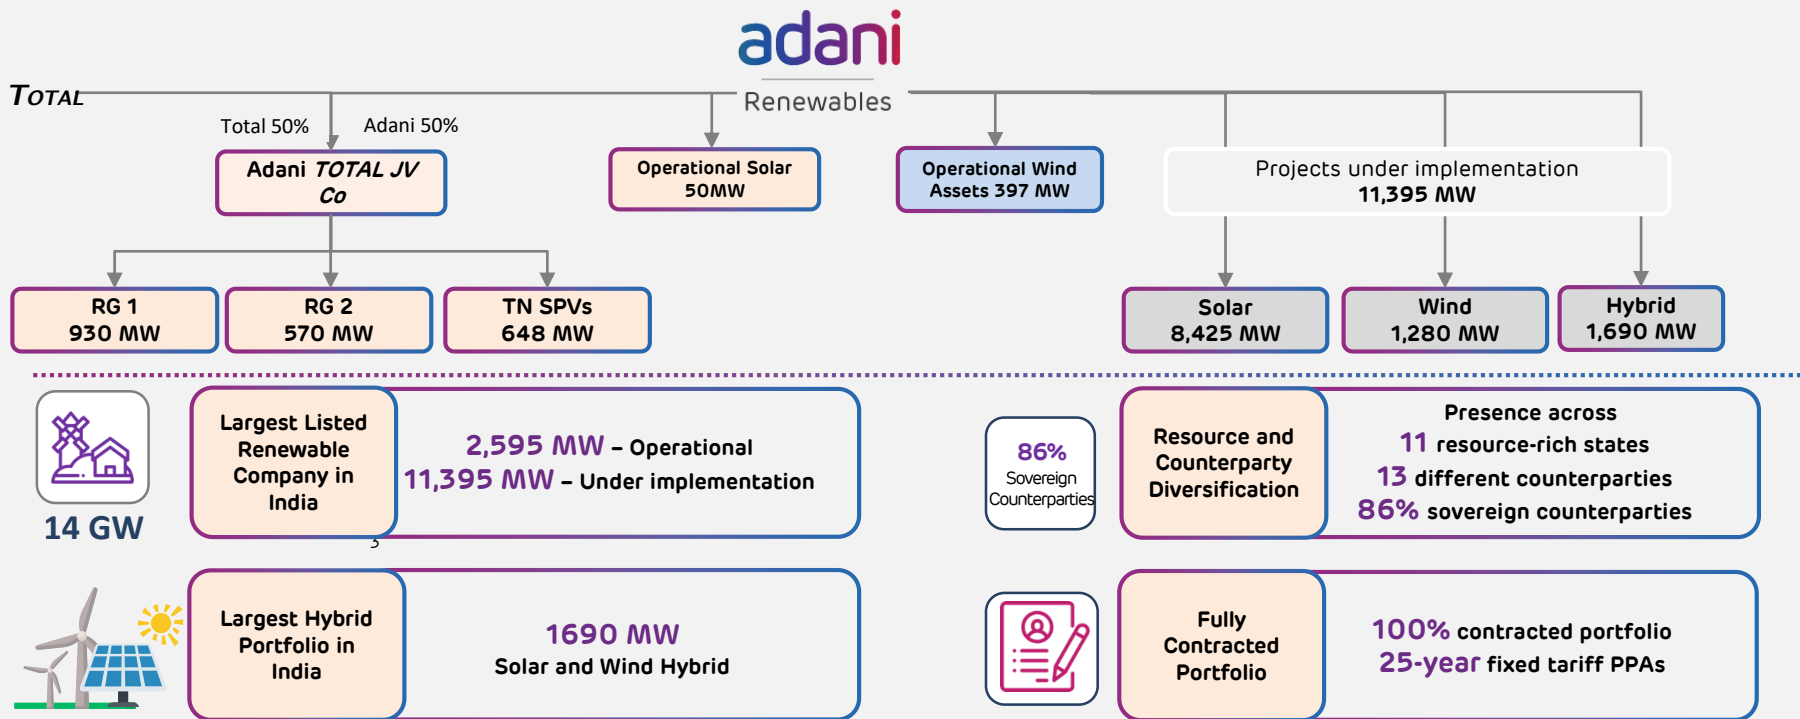 adani
Renewables
TOTAL
Total 50%
Adani 50%
Adani TOTAL JV
Co
Operational Solar
50MW
Operational Wind
Assets 397 MW
Projects under implementation
11,395 MW
RG 1
930 MW
RG 2
570 MW
TN SPVs
648 MW
Solar
8,425 MW
Wind
1,280 MW
Hybrid
1,690 MW
14 GW
Largest Listed
Renewable
Company in
India
2,595 MW – Operational
11,395 MW – Under implementation
3
86%
Sovereign
Counterparties
Resource and
Counterparty
Diversification
Presence across
11 resource-rich states
13 different counterparties
86% sovereign counterparties
Largest Hybrid
Portfolio in
India
1690 MW
Solar and Wind Hybrid
Fully
Contracted
Portfolio
100% contracted portfolio
25-year fixed tariff PPAs